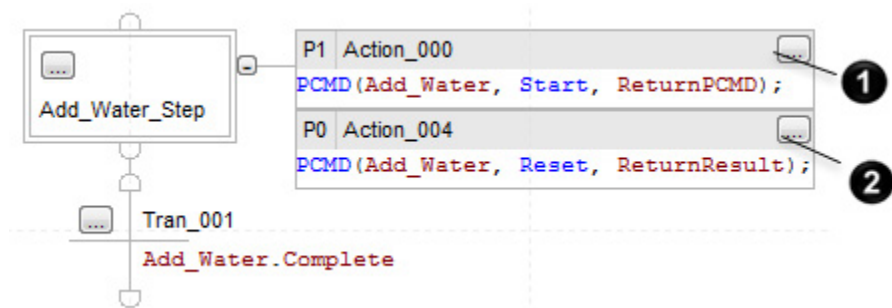 P1 Action_000 ...
PCMD(Add_Water, Start, ReturnPCMD);
1
...
Add_Water_Step
P0 Action_004 ...
PCMD(Add_Water, Reset, ReturnResult);
2
... Tran_001
Add_Water.Complete